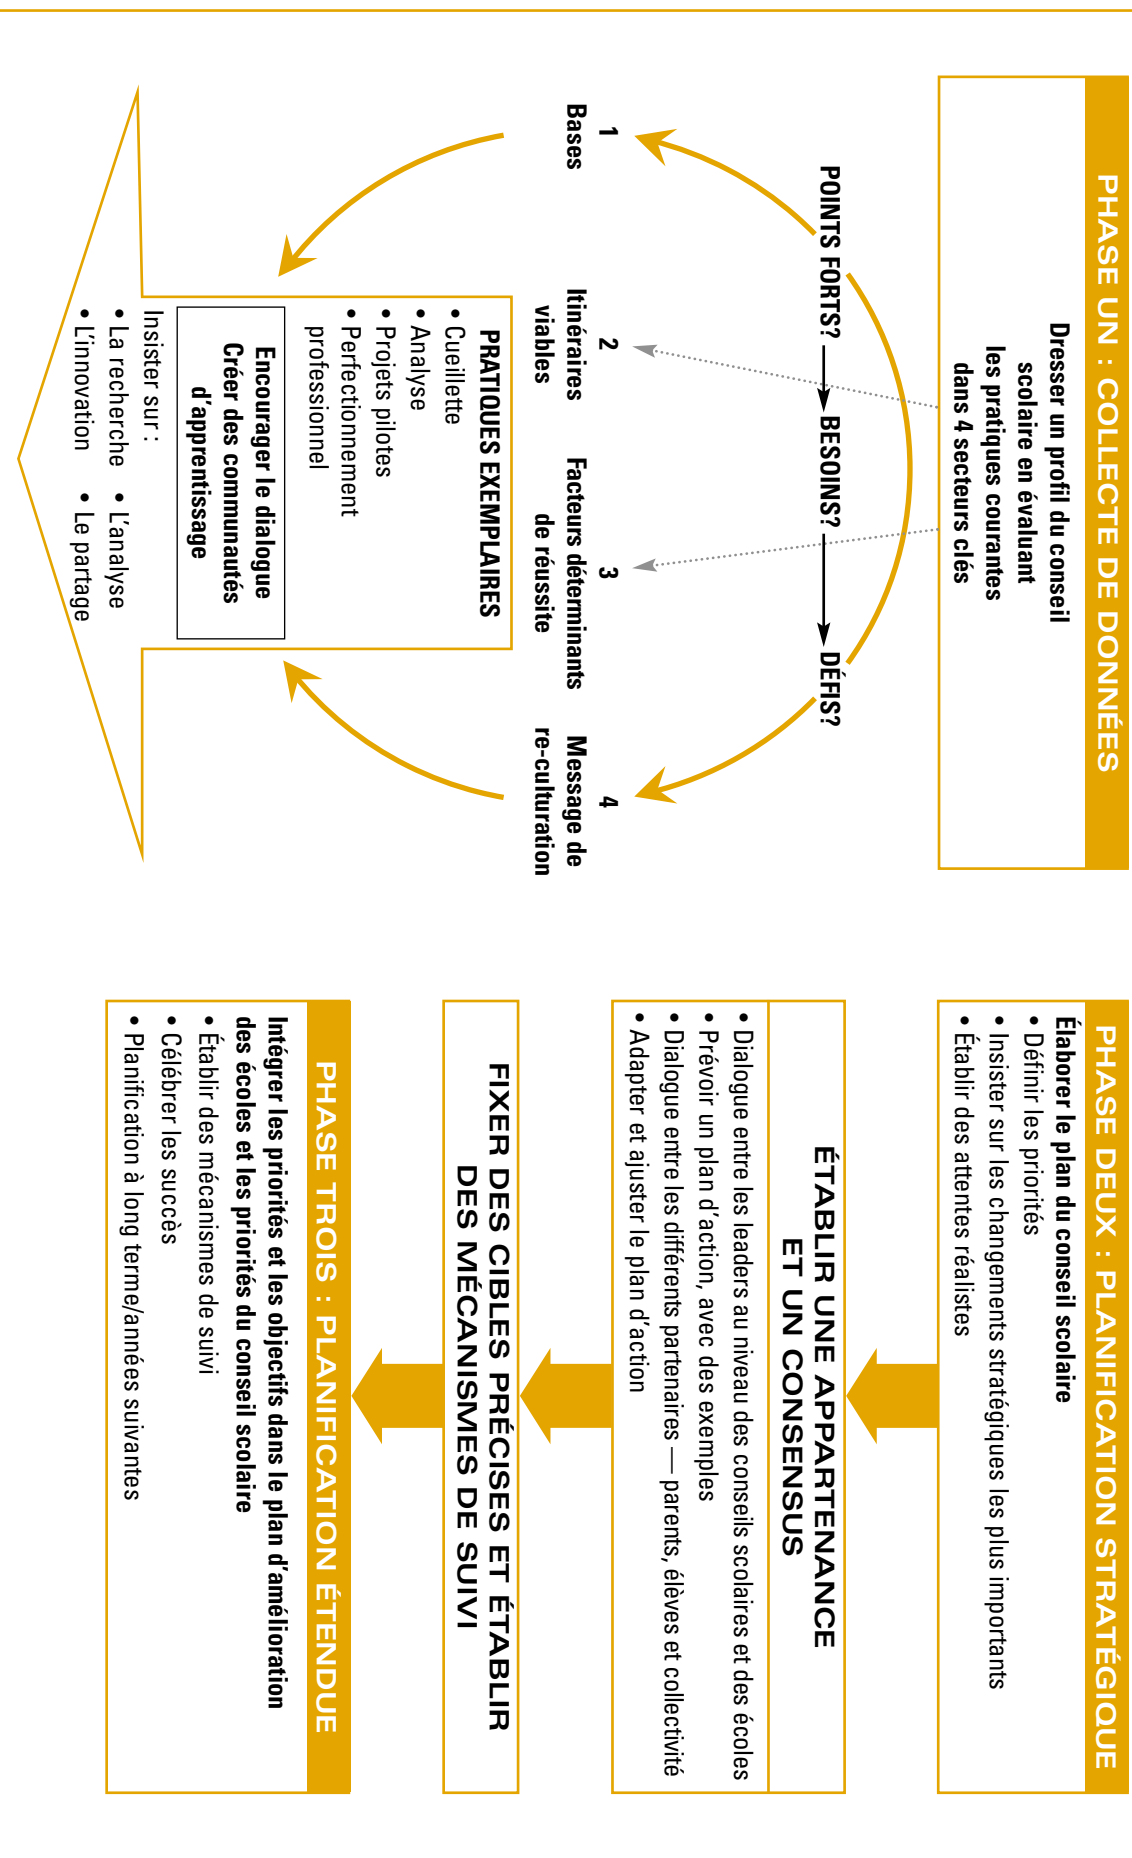 PHASE UN : COLLECTE DE DONNÉES
Dresser un profil du conseil
scolaire en évaluant
les pratiques courantes
dans 4 secteurs clés
POINTS FORTS?
BESOINS?
DÉFIS?
1
Bases
2
Itinéraires
viables
3
Facteurs déterminants
de réussite
4
Message de
re-culturation
PRATIQUES EXEMPLAIRES
• Cueillette
• Analyse
• Projets pilotes
• Perfectionnement
professionnel
Encourager le dialogue
Créer des communautés
d'apprentissage
Insister sur :
• La recherche • L'analyse
• L'innovation • Le partage
PHASE DEUX : PLANIFICATION STRATÉGIQUE
Élaborer le plan du conseil scolaire
• Définir les priorités
• Insister sur les changements stratégiques les plus importants
• Établir des attentes réalistes
ÉTABLIR UNE APPARTENANCE
ET UN CONSENSUS
• Dialogue entre les leaders au niveau des conseils scolaires et des écoles
• Prévoir un plan d'action, avec des exemples
• Dialogue entre les différents partenaires — parents, élèves et collectivité
• Adapter et ajuster le plan d'action
FIXER DES CIBLES PRÉCISES ET ÉTABLIR
DES MÉCANISMES DE SUIVI
PHASE TROIS : PLANIFICATION ÉTENDUE
Intégrer les priorités et les objectifs dans le plan d'amélioration
des écoles et les priorités du conseil scolaire
• Établir des mécanismes de suivi
• Célébrer les succès
• Planification à long terme/années suivantes